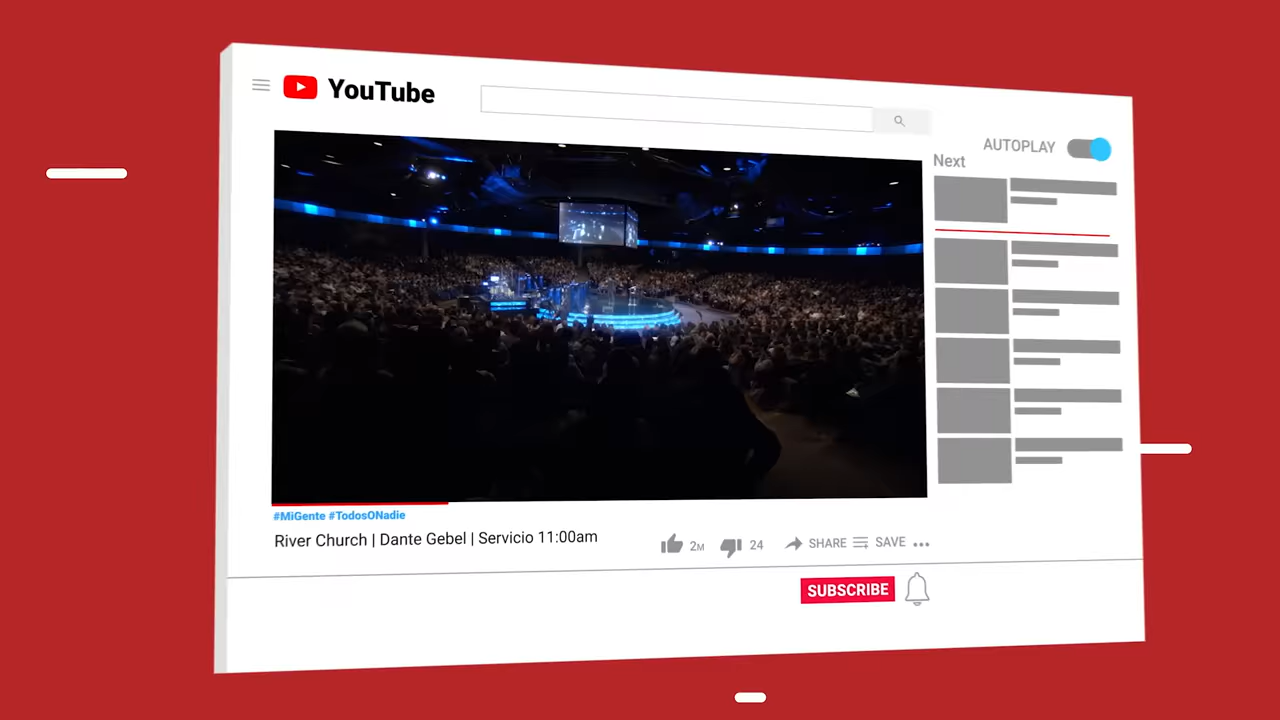 YouTube
AUTOPLAY
Next
#MiGente #TodosONadie
River Church | Dante Gebel | Servicio 11:00am
2M
24
SHARE
SAVE
SUBSCRIBE